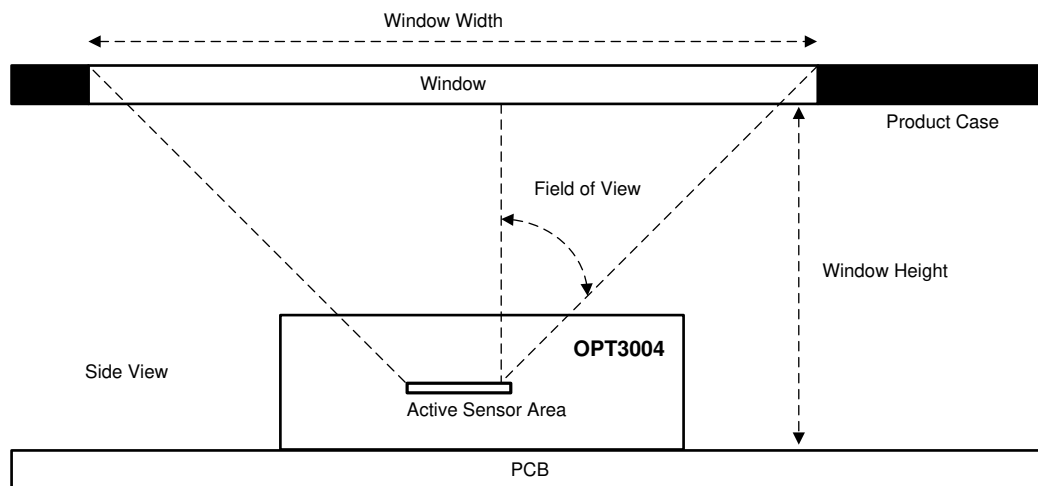 Window Width
Window
Product Case
Field of View
Window Height
OPT3004
Side View
Active Sensor Area
PCB